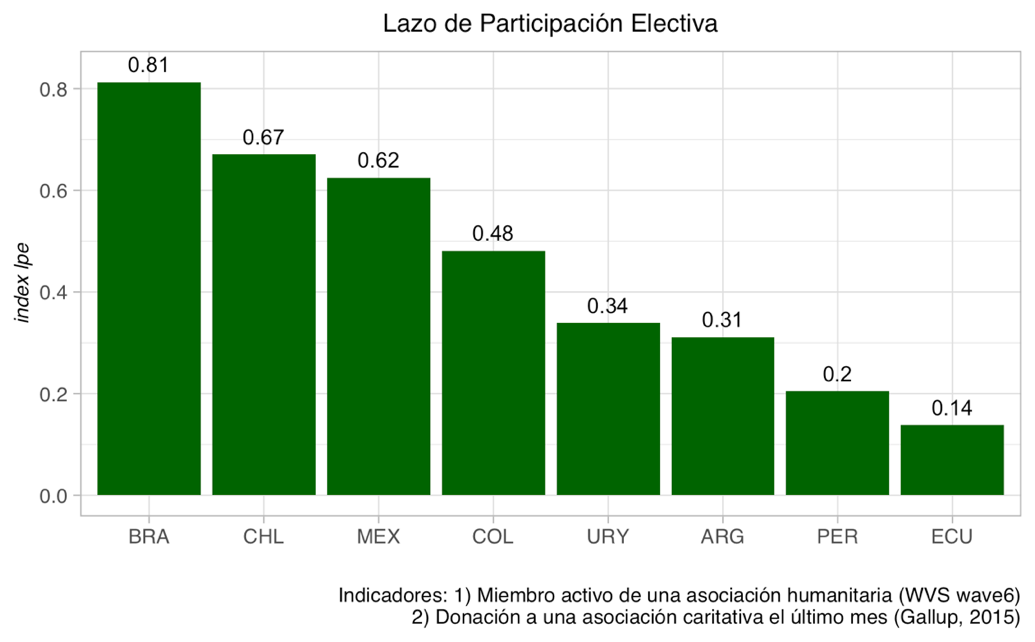 Lazo de Participación Electiva
0.81
0.67
0.62
0.48
0.34
0.31
0.2
0.14
0.8
0.6
0.4
0.2
0.0
index lpe
BRA CHL MEX COL URY ARG PER ECU
Indicadores: 1) Miembro activo de una asociación humanitaria (WVS wave6)
2) Donación a una asociación caritativa el último mes (Gallup, 2015)